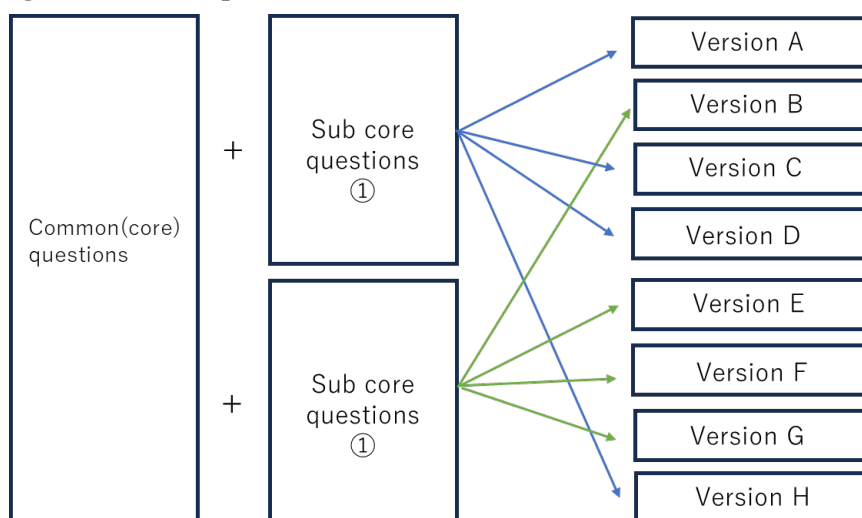 Common(core)
questions
+
Sub core
questions
①
+
Sub core
questions
①
Version A
Version B
Version C
Version D
Version E
Version F
Version G
Version H